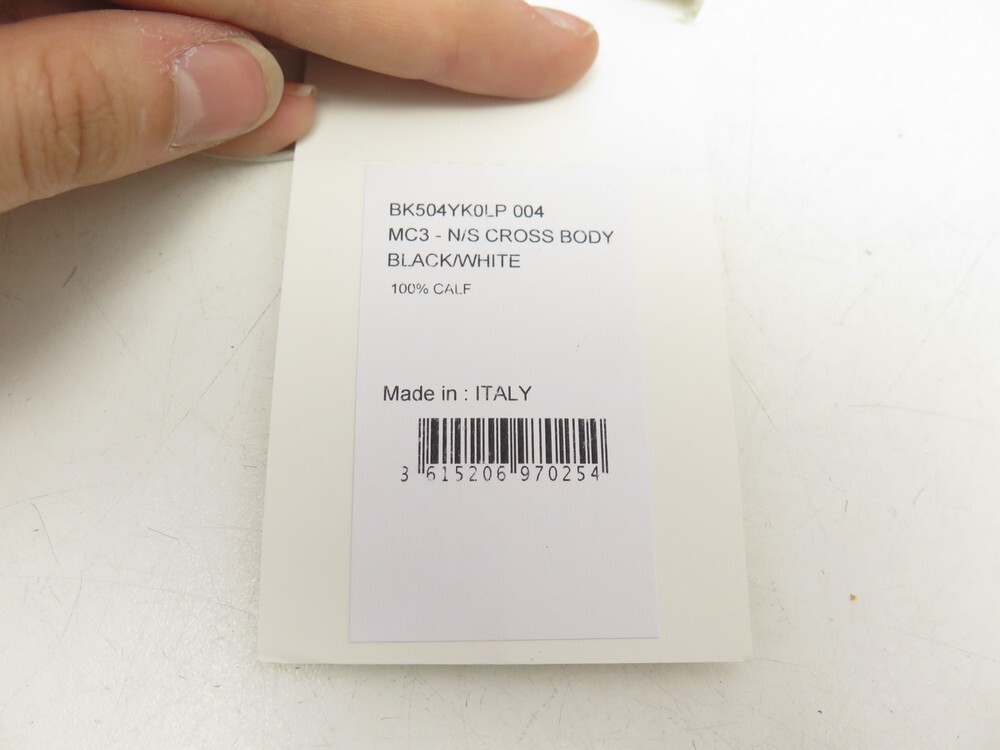 BK504YK0LP 004
MC3 - N/S CROSS BODY
BLACK/WHITE
100% CALF
Made in : ITALY
3 615206 970254